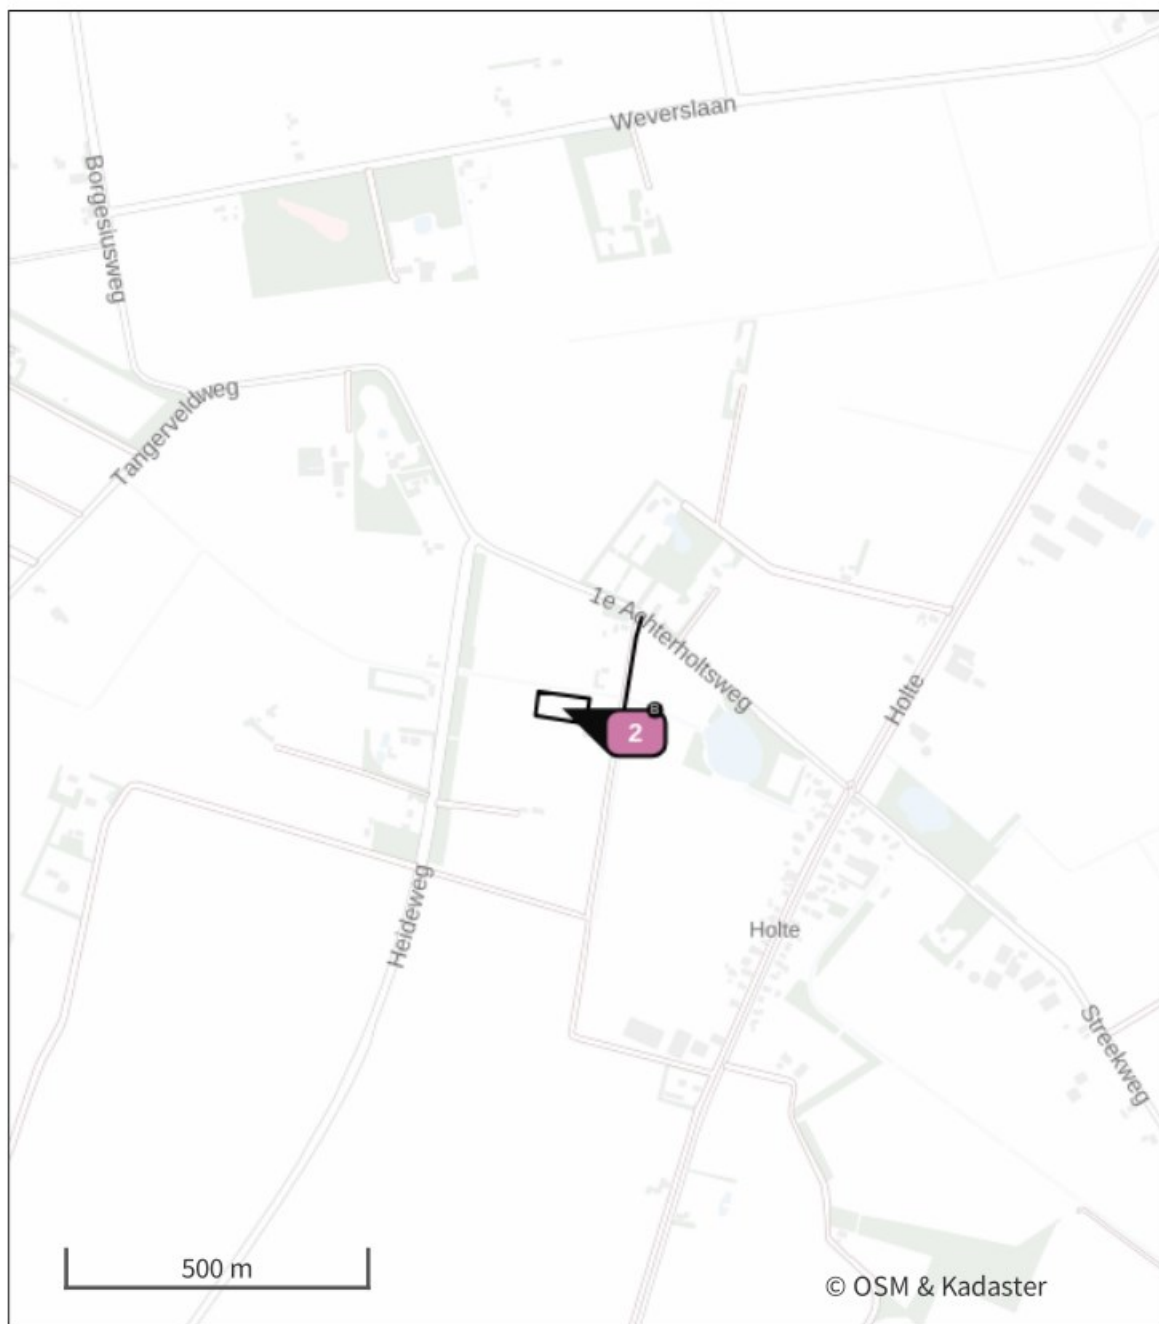 Weverslaan
Borgesiusweg
Tangerveldweg
1e Achterholtsweg
Holte
B
2
Heideweg
Holte
Streekweg
500 m
© OSM & Kadaster